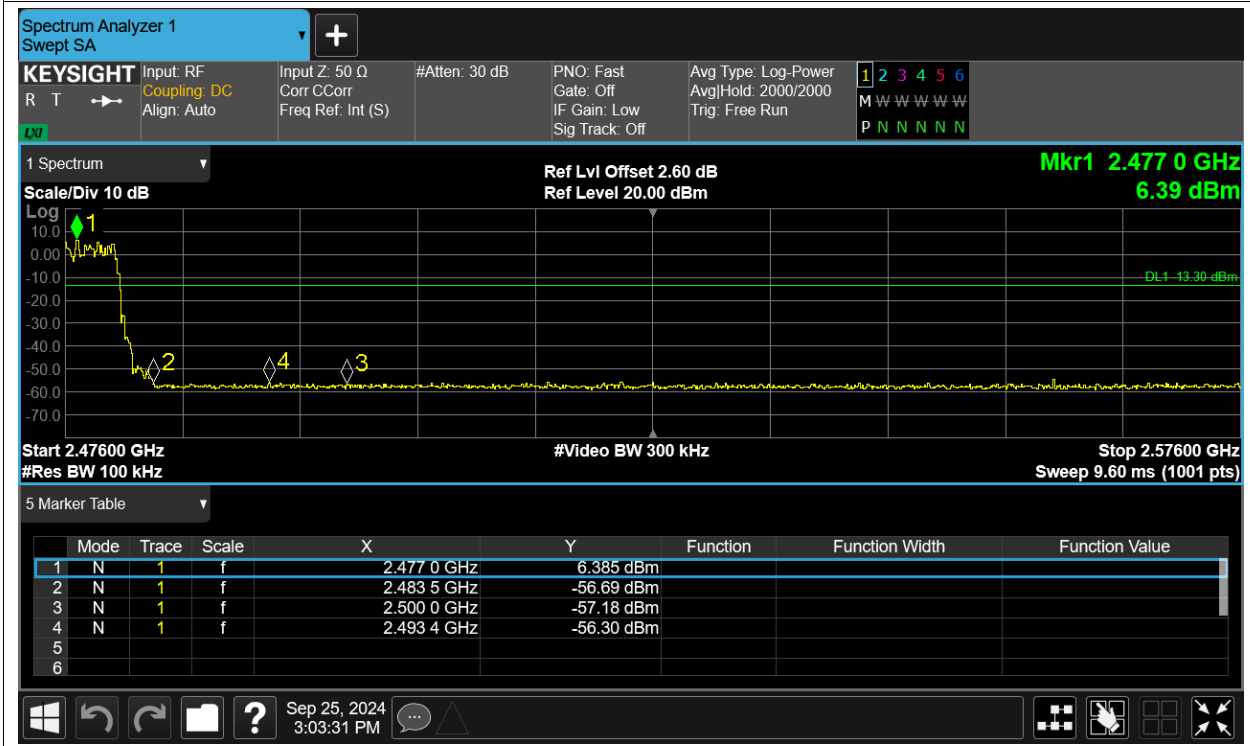 Spectrum Analyzer 1
Swept SA
+
KEYSIGHT Input: RF Input Z: 50 Ω #Atten: 30 dB PNO: Fast Avg Type: Log-Power 1 2 3 4 5 6
R T Coupling: DC Corr CCorr Gate: Off Avg|Hold: 2000/2000 M W W W W W
Align: Auto Freq Ref: Int (S) IF Gain: Low Trig: Free Run
LXI Sig Track: Off P N N N N N
1 Spectrum Ref Lvl Offset 2.60 dB Mkr1 2.477 0 GHz
Scale/Div 10 dB Ref Level 20.00 dBm 6.39 dBm
Log
1
10.0
0.00
-10.0 DL1 -13.30 dBm
-20.0
-30.0
-40.0
2 4 3
-50.0
-60.0
-70.0
Start 2.47600 GHz #Video BW 300 kHz Stop 2.57600 GHz
#Res BW 100 kHz Sweep 9.60 ms (1001 pts)
5 Marker Table
Mode Trace Scale X Y Function Function Width Function Value
1 N 1 f 2.477 0 GHz 6.385 dBm
2 N 1 f 2.483 5 GHz -56.69 dBm
3 N 1 f 2.500 0 GHz -57.18 dBm
4 N 1 f 2.493 4 GHz -56.30 dBm
5
6
? Sep 25, 2024
3:03:31 PM